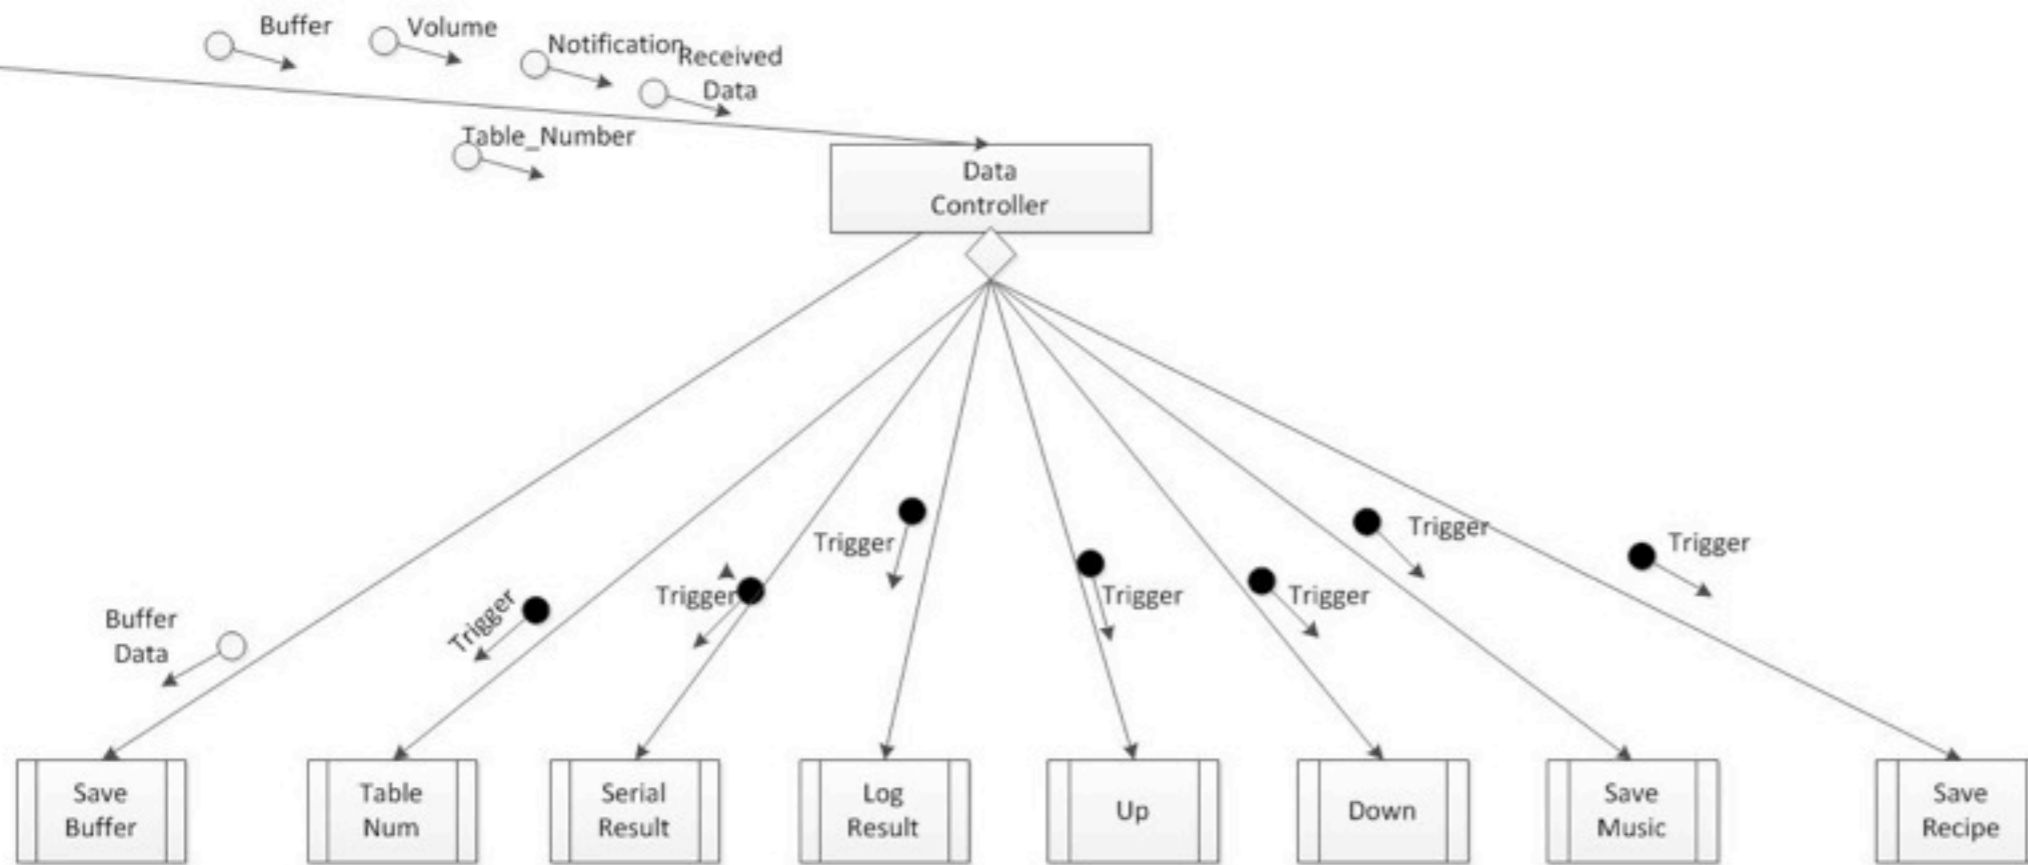 Buffer
Volume
Notification
Received
Data
Table_Number
Data
Controller
Trigger
Trigger
Trigger
Trigger
Trigger
Trigger
Trigger
Buffer
Data
Save
Buffer
Table
Num
Serial
Result
Log
Result
Up
Down
Save
Music
Save
Recipe